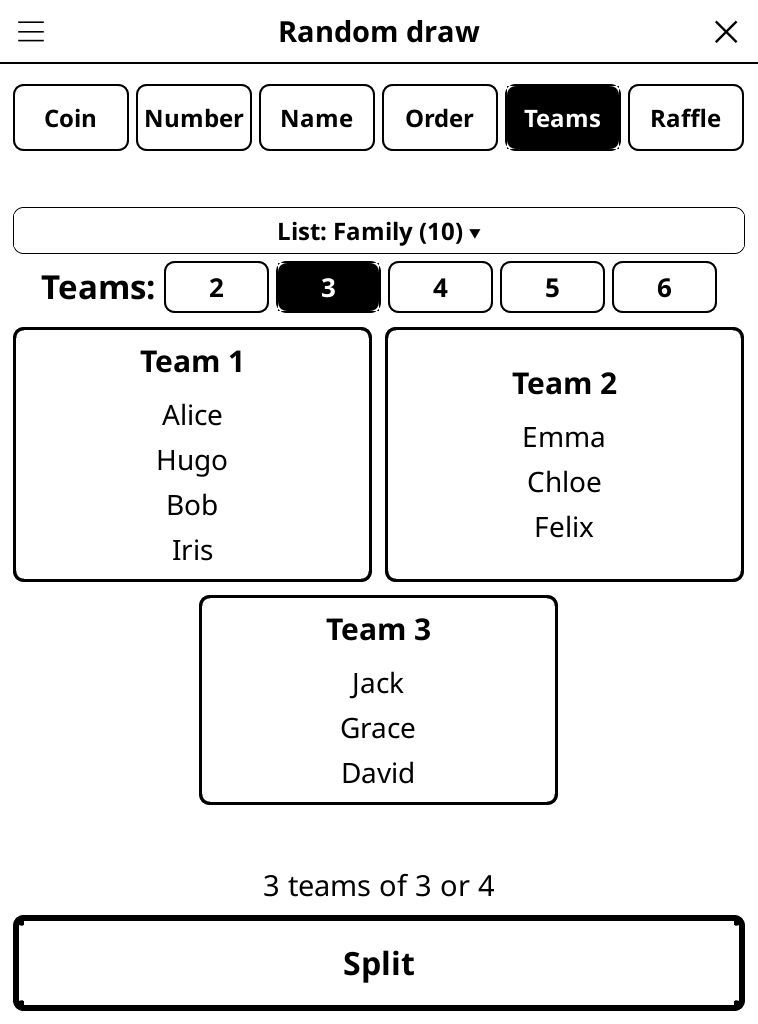 Random draw
Coin Number Name Order Teams Raffle
List: Family (10) ▾
Teams: 2 3 4 5 6
Team 1
Alice
Hugo
Bob
Iris
Team 2
Emma
Chloe
Felix
Team 3
Jack
Grace
David
3 teams of 3 or 4
Split